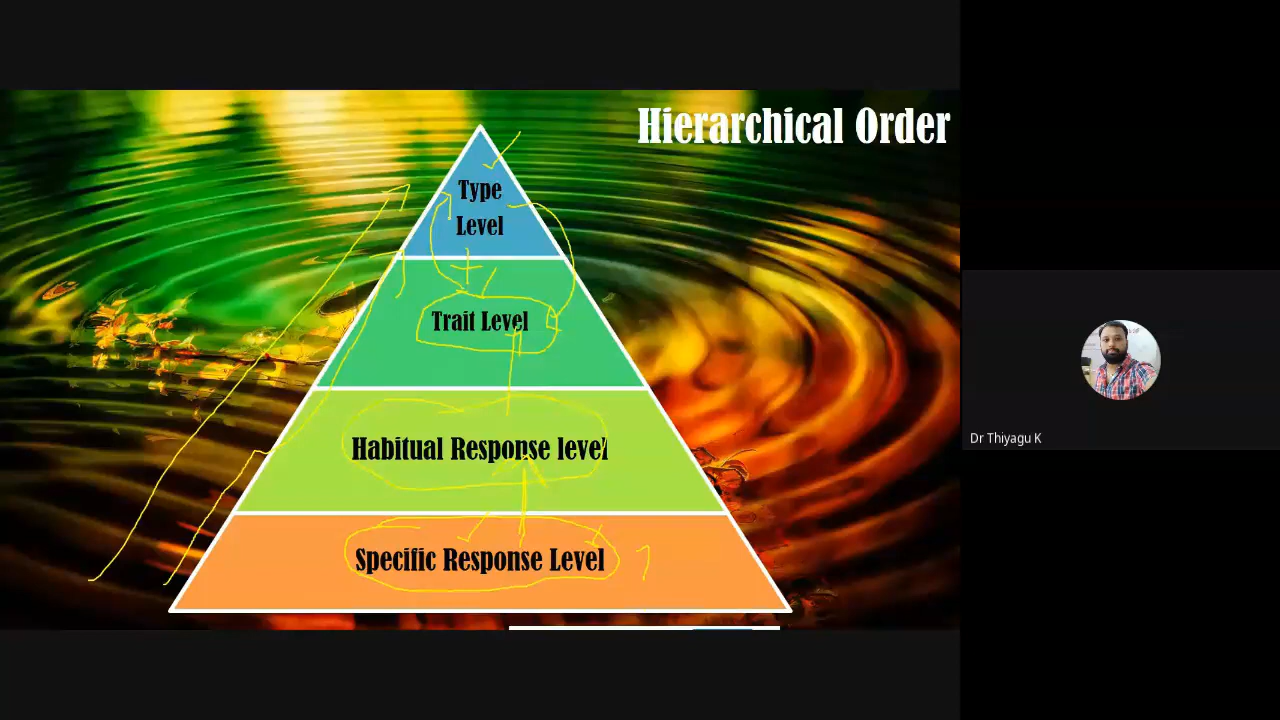 Hierarchical Order
Type
Level
Trait Level
Habitual Response level
Specific Response Level
Dr Thiyagu K